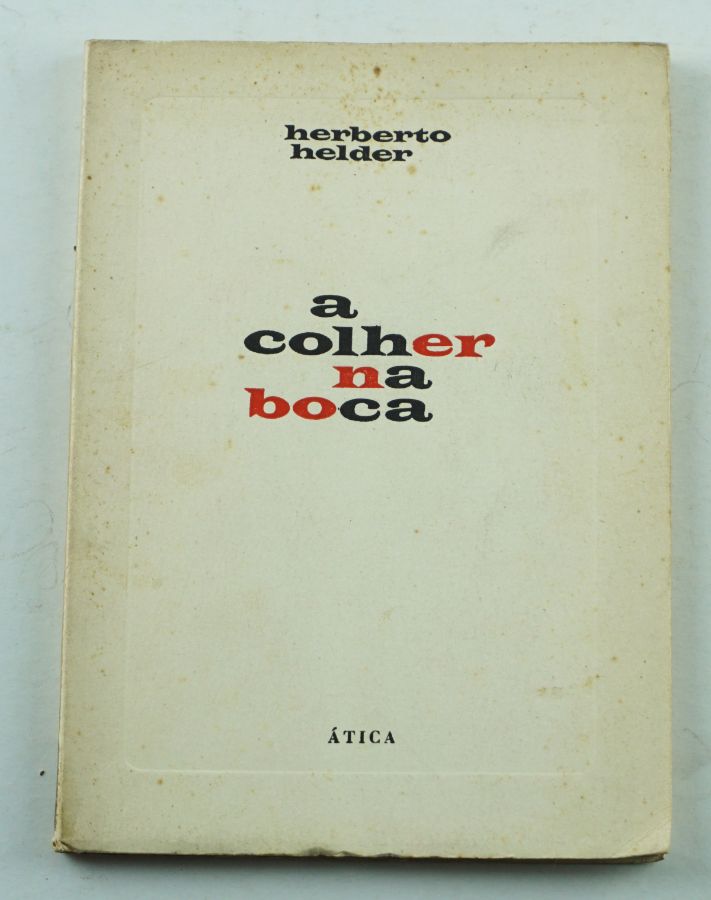 herberto
helder
a
colher
na
boca
ÁTICA